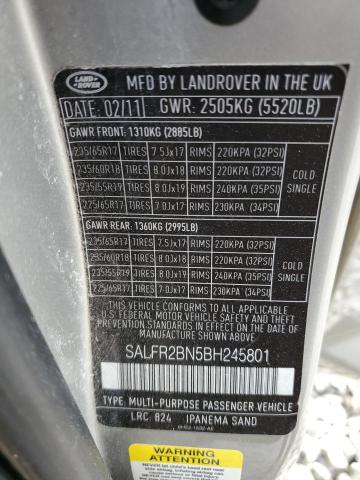 LAND ROVER
MFD BY LANDROVER IN THE UK
DATE: 02/11 GWR: 2505KG (5520LB)
GAWR FRONT: 1310KG (2885LB)
235/65R17 TIRES 7.5Jx17 RIMS 220KPA (32PSI)
235/60R18 TIRES 8.0Jx18 RIMS 220KPA (32PSI)
235/55R19 TIRES 8.0Jx19 RIMS 240KPA (35PSI)
225/65R17 TIRES 7.0Jx17 RIMS 230KPA (34PSI)
COLD
SINGLE
GAWR REAR: 1360KG (2995LB)
235/65R17 TIRES 7.5Jx17 RIMS 220KPA (32PSI)
235/60R18 TIRES 8.0Jx18 RIMS 220KPA (32PSI)
235/55R19 TIRES 8.0Jx19 RIMS 240KPA (35PSI)
225/65R17 TIRES 7.0Jx17 RIMS 230KPA (34PSI)
COLD
SINGLE
THIS VEHICLE CONFORMS TO ALL APPLICABLE
U.S. FEDERAL MOTOR VEHICLE SAFETY AND
THEFT PREVENTION STANDARDS IN EFFECT ON
THE DATE OF MANUFACTURE SHOWN ABOVE.
SALFR2BN5BH245801
TYPE: MULTI-PURPOSE PASSENGER VEHICLE
LRC: 824 IPANEMA SAND
WARNING
ATTENTION